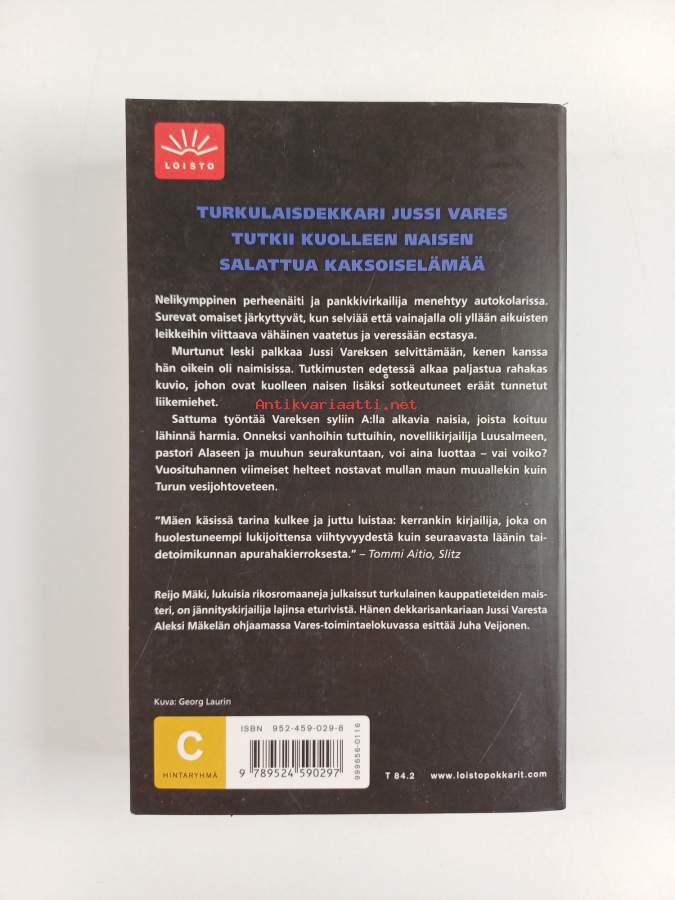 LOISTO
TURKULAISDEKKARI JUSSI VARES
TUTKII KUOLLEEN NAISEN
SALATTUA KAKSOISELÄMÄÄ
Nelikymppinen perheenäiti ja pankkivirkailija menehtyy autokolarissa.
Surevat omaiset järkyttyvät, kun selviää että vainajalla oli yllään aikuisten
leikkeihin viittaava vähäinen vaatetus ja veressään ecstasya.
Murtunut leski palkkaa Jussi Vareksen selvittämään, kenen kanssa
hän oikein oli naimisissa. Tutkimusten edetessä alkaa paljastua rahakas
kuvio, johon ovat kuolleen naisen lisäksi sotkeutuneet eräät tunnetut
liikemiehet.
Antikvariaatti.net
Sattuma työntää Vareksen syliin A:lla alkavia naisia, joista koituu
lähinnä harmia. Onneksi vanhoihin tuttuihin, novellikirjailija Luusalmeen,
pastori Alaseen ja muuhun seurakuntaan, voi aina luottaa – vai voiko?
Vuosituhannen viimeiset helteet nostavat mullan maun muuallekin kuin
Turun vesijohtoveteen.
”Mäen käsissä tarina kulkee ja juttu luistaa: kerrankin kirjailija, joka on
huolestuneempi lukijoittensa viihtyvyydestä kuin seuraavasta läänin tai-
detoimikunnan apurahakierroksesta.” – Tommi Aitio, Slitz
Reijo Mäki, lukuisia rikosromaaneja julkaissut turkulainen kauppatieteiden mais-
teri, on jännityskirjailija lajinsa eturivistä. Hänen dekkarisankariaan Jussi Varesta
Aleksi Mäkelän ohjaamassa Vares-toimintaelokuvassa esittää Juha Veijonen.
Kuva: Georg Laurin
C
HINTARYHMÄ
ISBN 952-459-029-8
9 789524 590297
999656-0116
T 84.2 www.loistopokkarit.com